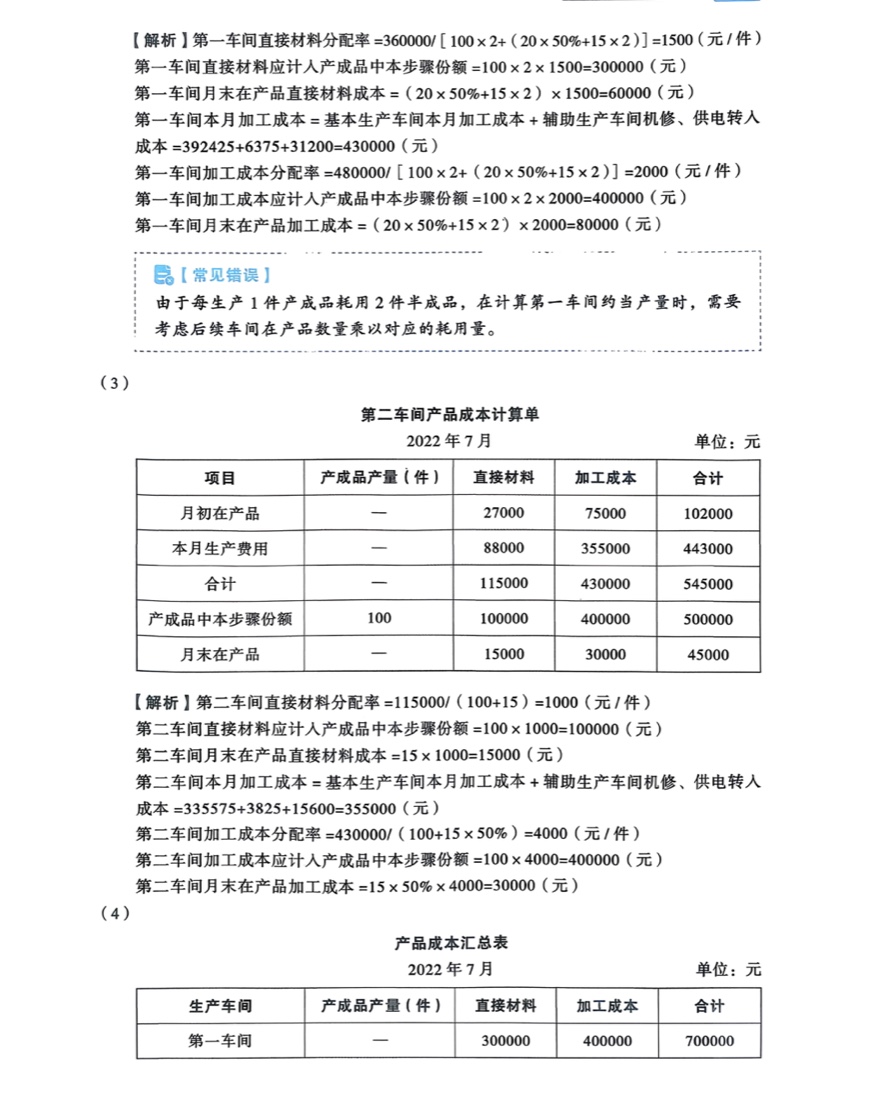 【解析】第一车间直接材料分配率=360000/[100×2+(20×50%+15×2)]=1500(元/件)
第一车间直接材料应计入产成品中本步骤份额=100×2×1500=300000(元)
第一车间月末在产品直接材料成本=(20×50%+15×2)×1500=60000(元)
第一车间本月加工成本=基本生产车间本月加工成本+辅助生产车间机修、供电转入
成本=392425+6375+31200=430000(元)
第一车间加工成本分配率=480000/[100×2+(20×50%+15×2)]=2000(元/件)
第一车间加工成本应计入产成品中本步骤份额=100×2×2000=400000(元)
第一车间月末在产品加工成本=(20×50%+15×2)×2000=80000(元)
【常见错误】
由于每生产1件产成品耗用2件半成品，在计算第一车间约当产量时，需要
考虑后续车间在产品数量乘以对应的耗用量。
(3)
第二车间产品成本计算单
2022年7月 单位：元
项目 产成品产量(件) 直接材料 加工成本 合计
月初在产品 — 27000 75000 102000
本月生产费用 — 88000 355000 443000
合计 — 115000 430000 545000
产成品中本步骤份额 100 100000 400000 500000
月末在产品 — 15000 30000 45000
【解析】第二车间直接材料分配率=115000/(100+15)=1000(元/件)
第二车间直接材料应计入产成品中本步骤份额=100×1000=100000(元)
第二车间月末在产品直接材料成本=15×1000=15000(元)
第二车间本月加工成本=基本生产车间本月加工成本+辅助生产车间机修、供电转入
成本=335575+3825+15600=355000(元)
第二车间加工成本分配率=430000/(100+15×50%)=4000(元/件)
第二车间加工成本应计入产成品中本步骤份额=100×4000=400000(元)
第二车间月末在产品加工成本=15×50%×4000=30000(元)
(4)
产品成本汇总表
2022年7月 单位：元
生产车间 产成品产量(件) 直接材料 加工成本 合计
第一车间 — 300000 400000 700000